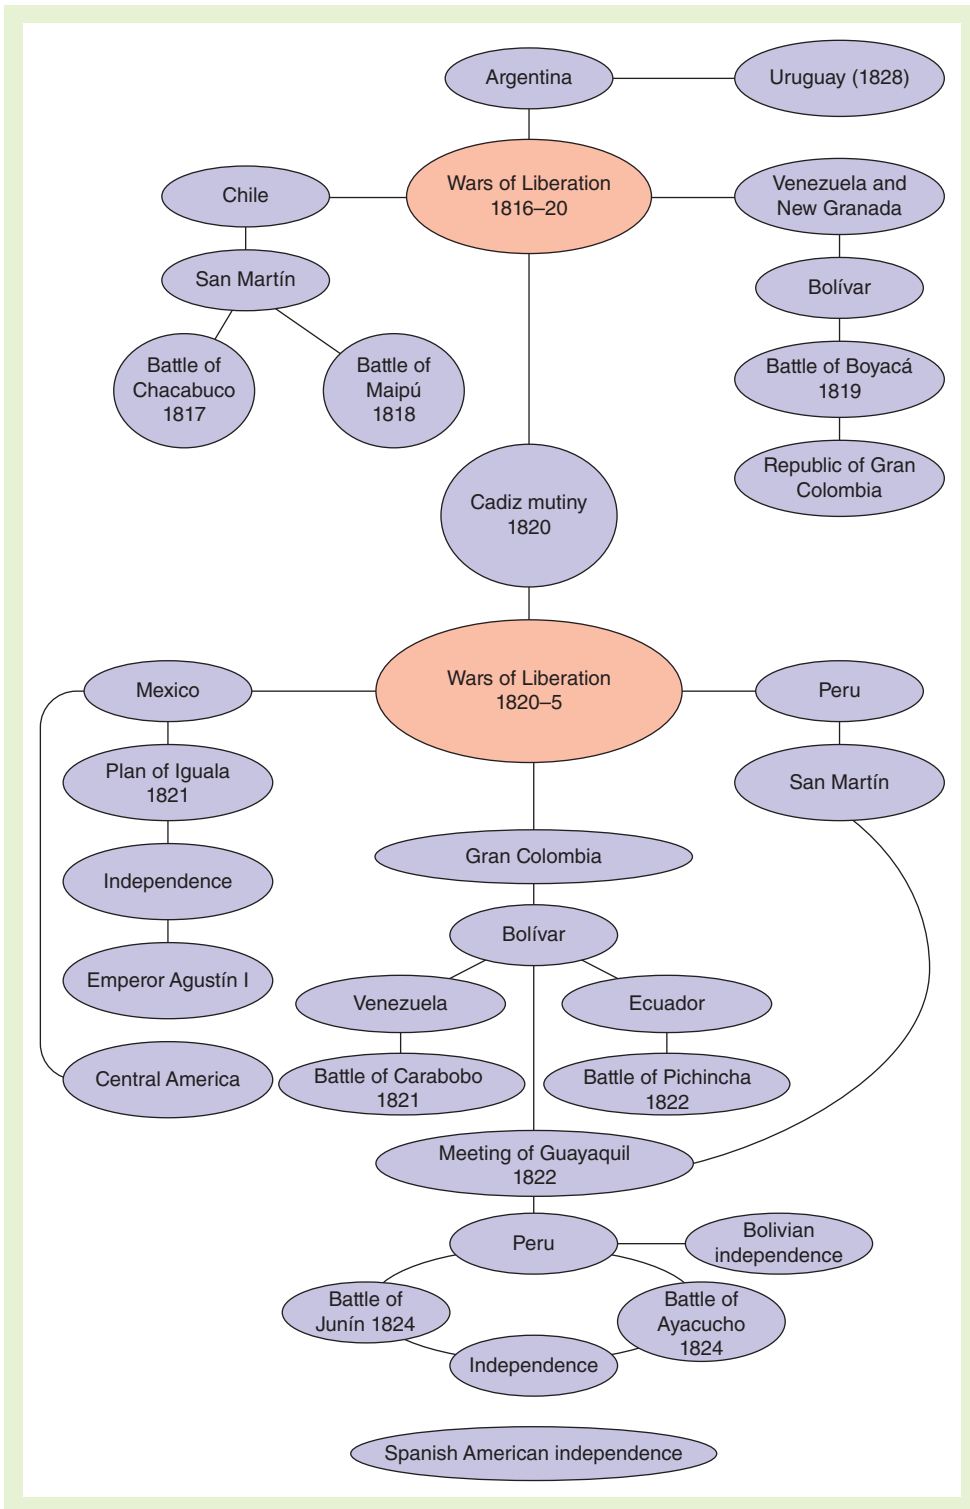 Argentina
Uruguay (1828)
Wars of Liberation
1816–20
Chile
Venezuela and
New Granada
San Martín
Bolívar
Battle of
Chacabuco
1817
Battle of
Maipú
1818
Battle of Boyacá
1819
Republic of Gran
Colombia
Cadiz mutiny
1820
Wars of Liberation
1820–5
Mexico
Peru
Plan of Iguala
1821
San Martín
Gran Colombia
Independence
Bolívar
Emperor Agustín I
Venezuela
Ecuador
Central America
Battle of Carabobo
1821
Battle of Pichincha
1822
Meeting of Guayaquil
1822
Peru
Bolivian
independence
Battle of
Junín 1824
Battle of
Ayacucho
1824
Independence
Spanish American independence